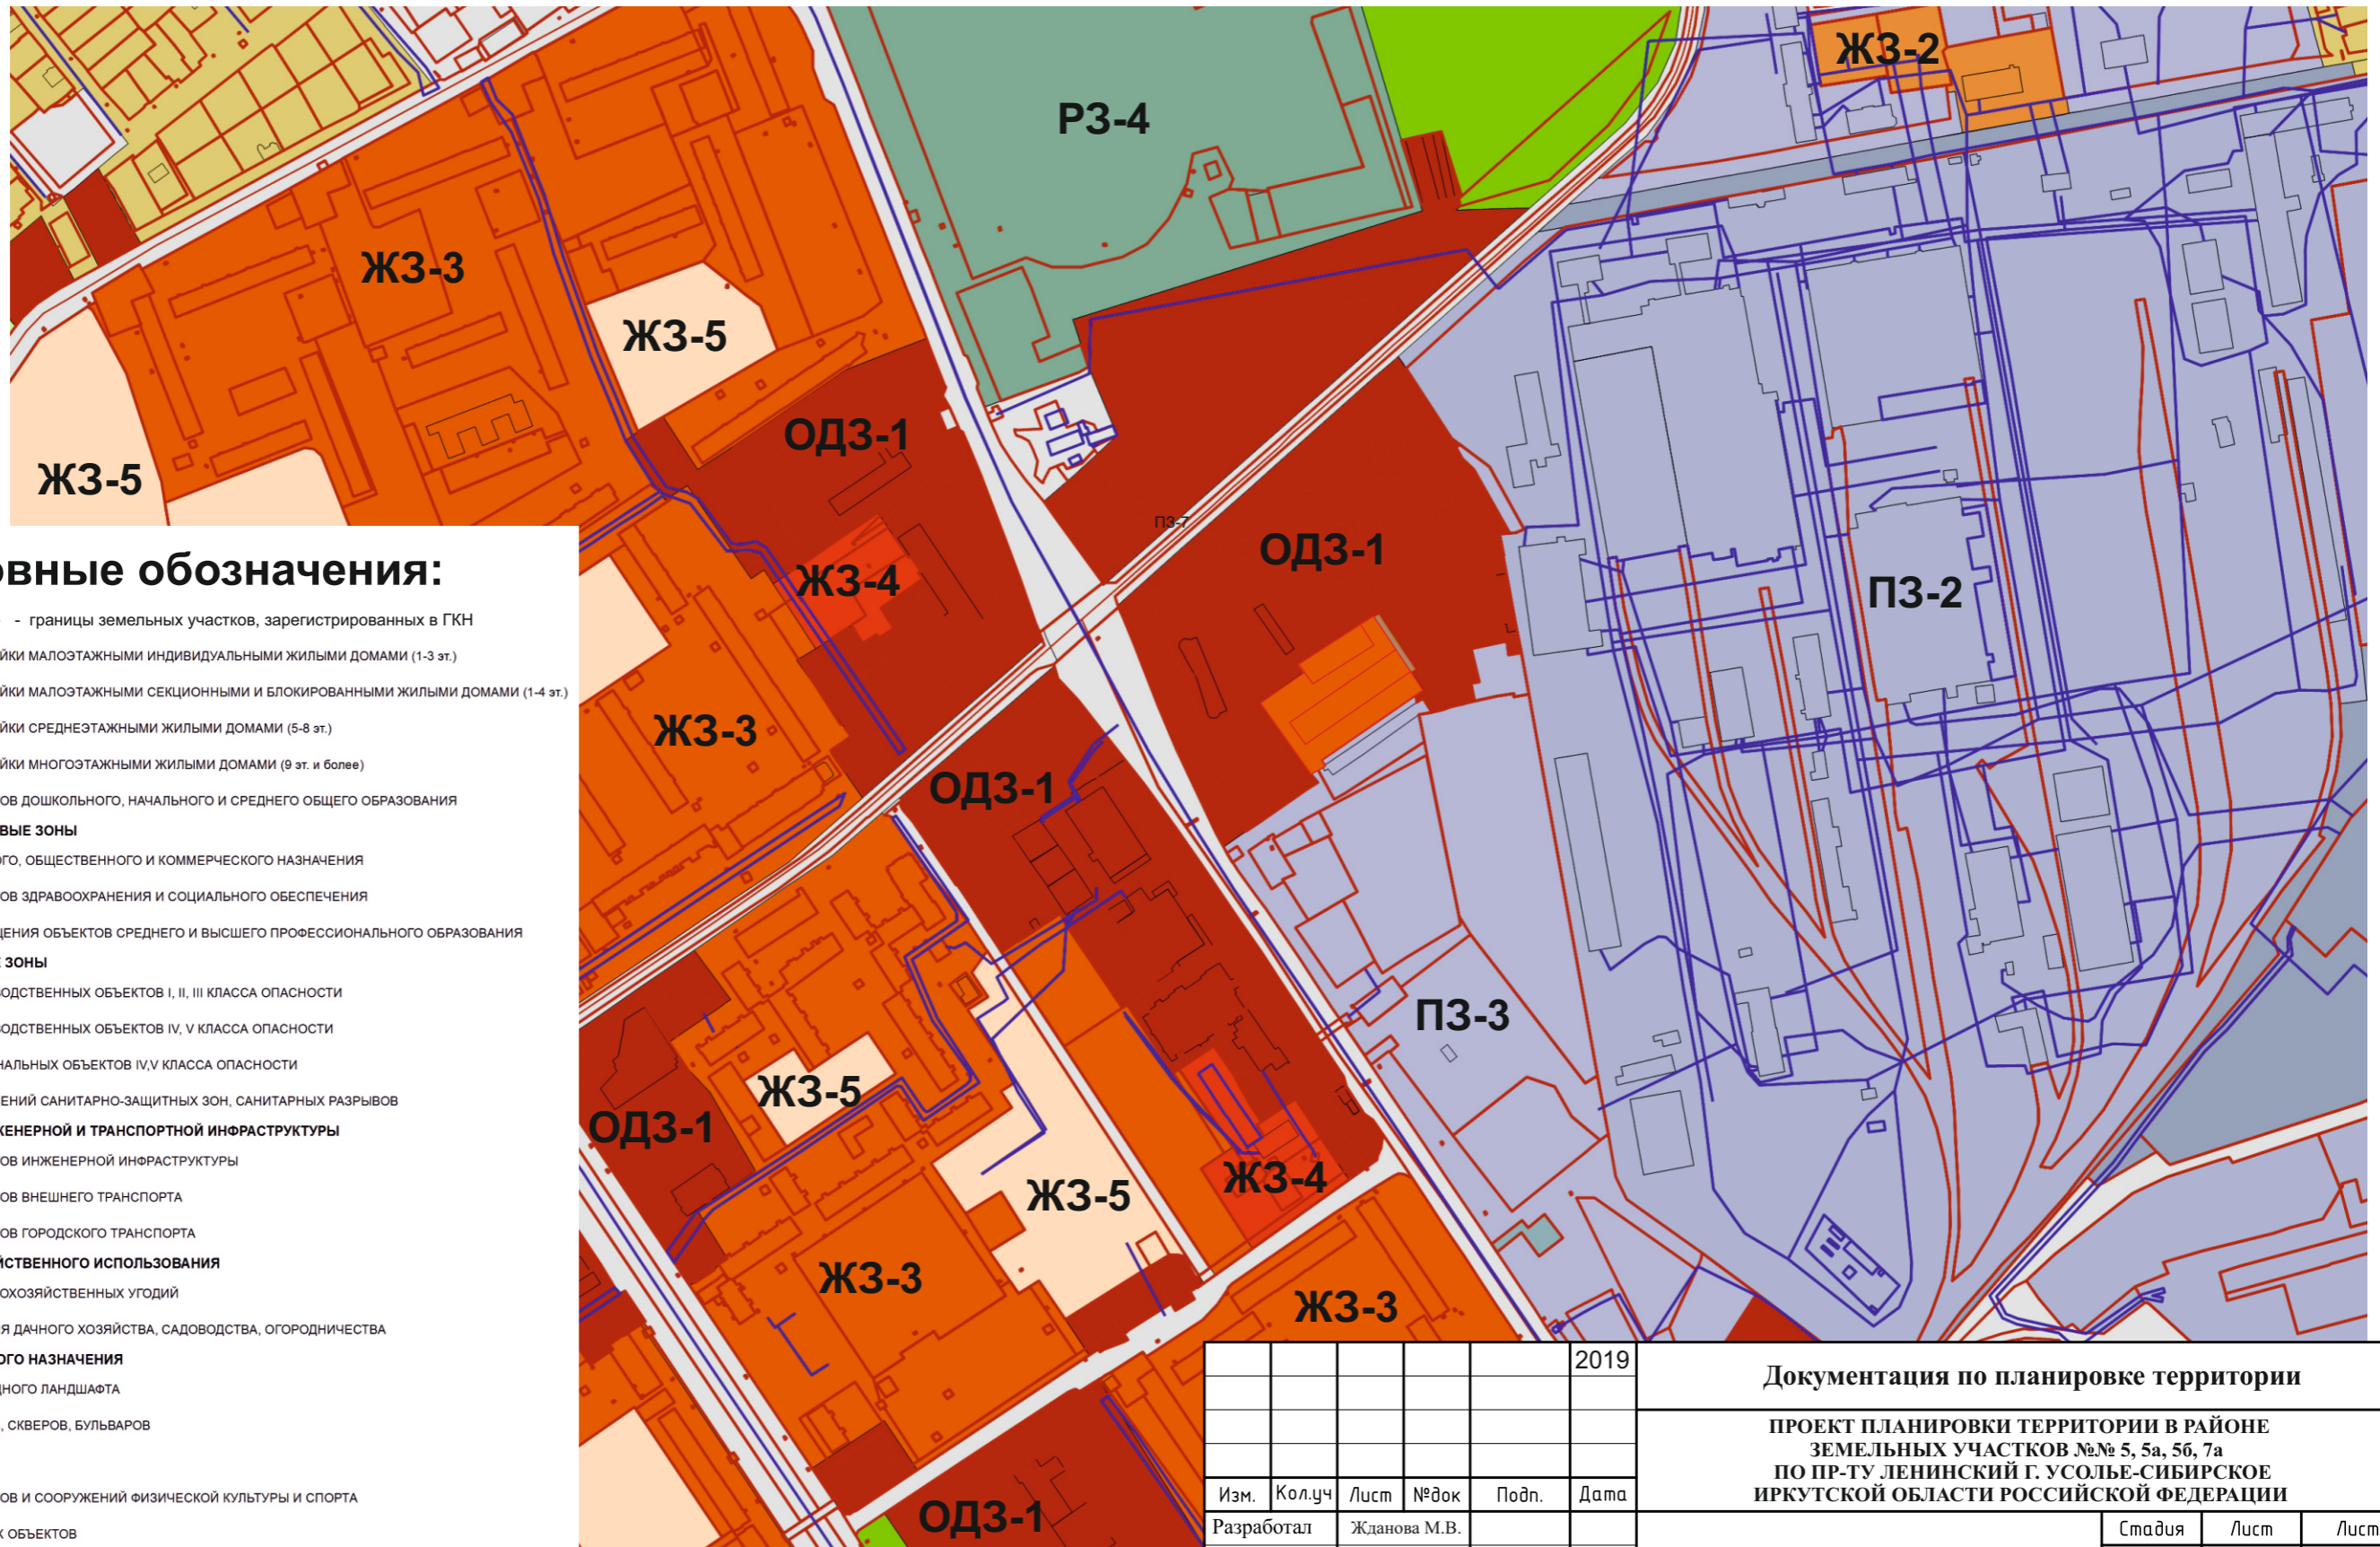 ЖЗ-2
РЗ-4
ЖЗ-3
ЖЗ-5
ОДЗ-1
ЖЗ-5
ПЗ-7
ОДЗ-1
ЖЗ-4
ПЗ-2
ЖЗ-3
ОДЗ-1
ПЗ-3
ЖЗ-5
ОДЗ-1
ЖЗ-4
ЖЗ-5
ЖЗ-3
ЖЗ-3
ОДЗ-1
овные обозначения:
- границы земельных участков, зарегистрированных в ГКН
ЙКИ МАЛОЭТАЖНЫМИ ИНДИВИДУАЛЬНЫМИ ЖИЛЫМИ ДОМАМИ (1-3 эт.)
ЙКИ МАЛОЭТАЖНЫМИ СЕКЦИОННЫМИ И БЛОКИРОВАННЫМИ ЖИЛЫМИ ДОМАМИ (1-4 эт.)
ЙКИ СРЕДНЕЭТАЖНЫМИ ЖИЛЫМИ ДОМАМИ (5-8 эт.)
ЙКИ МНОГОЭТАЖНЫМИ ЖИЛЫМИ ДОМАМИ (9 эт. и более)
ОВ ДОШКОЛЬНОГО, НАЧАЛЬНОГО И СРЕДНЕГО ОБЩЕГО ОБРАЗОВАНИЯ
ВЫЕ ЗОНЫ
ОГО, ОБЩЕСТВЕННОГО И КОММЕРЧЕСКОГО НАЗНАЧЕНИЯ
ОВ ЗДРАВООХРАНЕНИЯ И СОЦИАЛЬНОГО ОБЕСПЕЧЕНИЯ
ЩЕНИЯ ОБЪЕКТОВ СРЕДНЕГО И ВЫСШЕГО ПРОФЕССИОНАЛЬНОГО ОБРАЗОВАНИЯ
Е ЗОНЫ
ОДСТВЕННЫХ ОБЪЕКТОВ I, II, III КЛАССА ОПАСНОСТИ
ОДСТВЕННЫХ ОБЪЕКТОВ IV, V КЛАССА ОПАСНОСТИ
НАЛЬНЫХ ОБЪЕКТОВ IV,V КЛАССА ОПАСНОСТИ
ЕНИЙ САНИТАРНО-ЗАЩИТНЫХ ЗОН, САНИТАРНЫХ РАЗРЫВОВ
ЖЕНЕРНОЙ И ТРАНСПОРТНОЙ ИНФРАСТРУКТУРЫ
ОВ ИНЖЕНЕРНОЙ ИНФРАСТРУКТУРЫ
ОВ ВНЕШНЕГО ТРАНСПОРТА
ОВ ГОРОДСКОГО ТРАНСПОРТА
ЙСТВЕННОГО ИСПОЛЬЗОВАНИЯ
ОХОЗЯЙСТВЕННЫХ УГОДИЙ
Я ДАЧНОГО ХОЗЯЙСТВА, САДОВОДСТВА, ОГОРОДНИЧЕСТВА
ОГО НАЗНАЧЕНИЯ
НОГО ЛАНДШАФТА
, СКВЕРОВ, БУЛЬВАРОВ
ОВ И СООРУЖЕНИЙ ФИЗИЧЕСКОЙ КУЛЬТУРЫ И СПОРТА
Х ОБЪЕКТОВ
2019
Документация по планировке территории
ПРОЕКТ ПЛАНИРОВКИ ТЕРРИТОРИИ В РАЙОНЕ
ЗЕМЕЛЬНЫХ УЧАСТКОВ №№ 5, 5а, 5б, 7а
ПО ПР-ТУ ЛЕНИНСКИЙ Г. УСОЛЬЕ-СИБИРСКОЕ
ИРКУТСКОЙ ОБЛАСТИ РОССИЙСКОЙ ФЕДЕРАЦИИ
Изм. Кол.уч Лист №док Подп. Дата
Разработал Жданова М.В.
Стадия Лист Лист